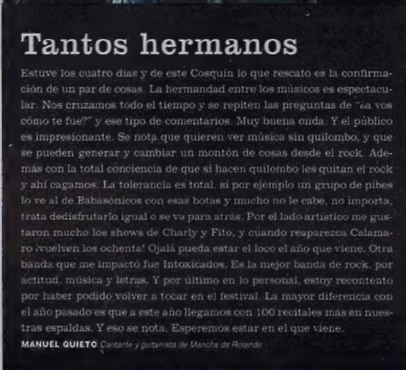 Tantos hermanos
Estuve los cuatro días y de este Cosquín lo que rescato es la confirma-
ción de un par de cosas. La hermandad entre los músicos es espectacu-
lar. Nos cruzamos todo el tiempo y se repiten las preguntas de "¿a vos
cómo te fue?" y ese tipo de comentarios. Muy buena onda. Y el público
es impresionante. Se nota que quieren ver música sin quilombo, y que
se pueden generar y cambiar un montón de cosas desde el rock. Ade-
más con la total conciencia de que si hacen quilombo les quitan el rock
y ahí cagamos. La tolerancia es total, si por ejemplo un grupo de pibes
lo ve al de Babasónicos con esas botas y mucho no le cabe, no importa,
trata dedisfrutarlo igual o se va para atrás. Por el lado artístico me gus-
taron mucho los shows de Charly y Fito, y cuando reaparezca Calama-
ro ¡vuelven los ochenta! Ojalá pueda estar el loco el año que viene. Otra
banda que me impactó fue Intoxicados. Es la mejor banda de rock, por
actitud, música y letras. Y por último en lo personal, estoy recontento
por haber podido volver a tocar en el festival. La mayor diferencia con
el año pasado es que a este año llegamos con 100 recitales más en nues-
tras espaldas. Y eso se nota. Esperemos estar en el que viene.
MANUEL QUIETO Cantante y guitarrista de Mancha de Rolando